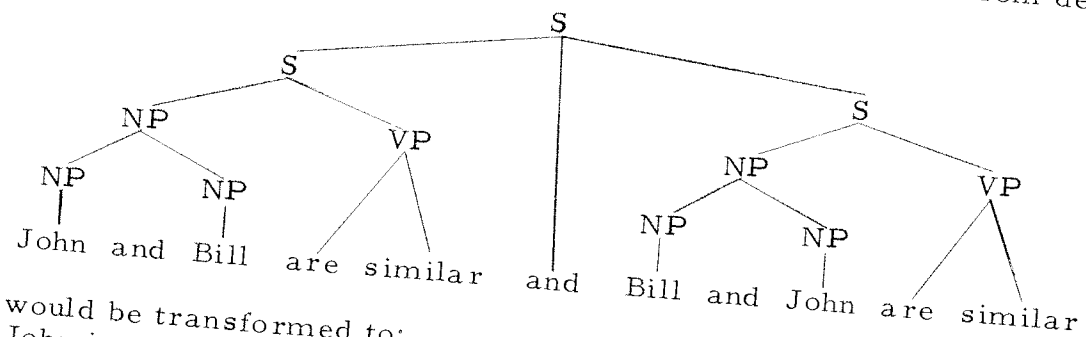 S
S
S
NP
VP
NP
VP
NP
NP
NP
NP
John and Bill are similar and Bill and John are similar
would be transformed to: